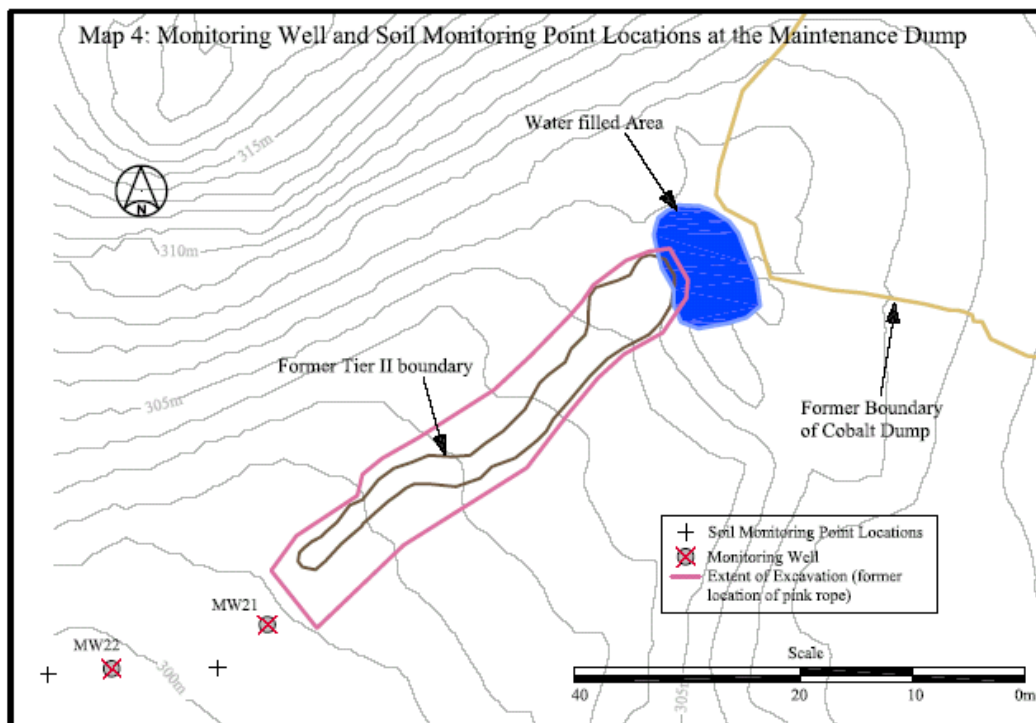 Map 4: Monitoring Well and Soil Monitoring Point Locations at the Maintenance Dump
Water filled Area
315m
N
310m
Former Tier II boundary
305m
Former Boundary
of Cobalt Dump
Soil Monitoring Point Locations
Monitoring Well
Extent of Excavation (former
location of pink rope)
MW21
MW22
300m
305m
Scale
40 20 10 0m